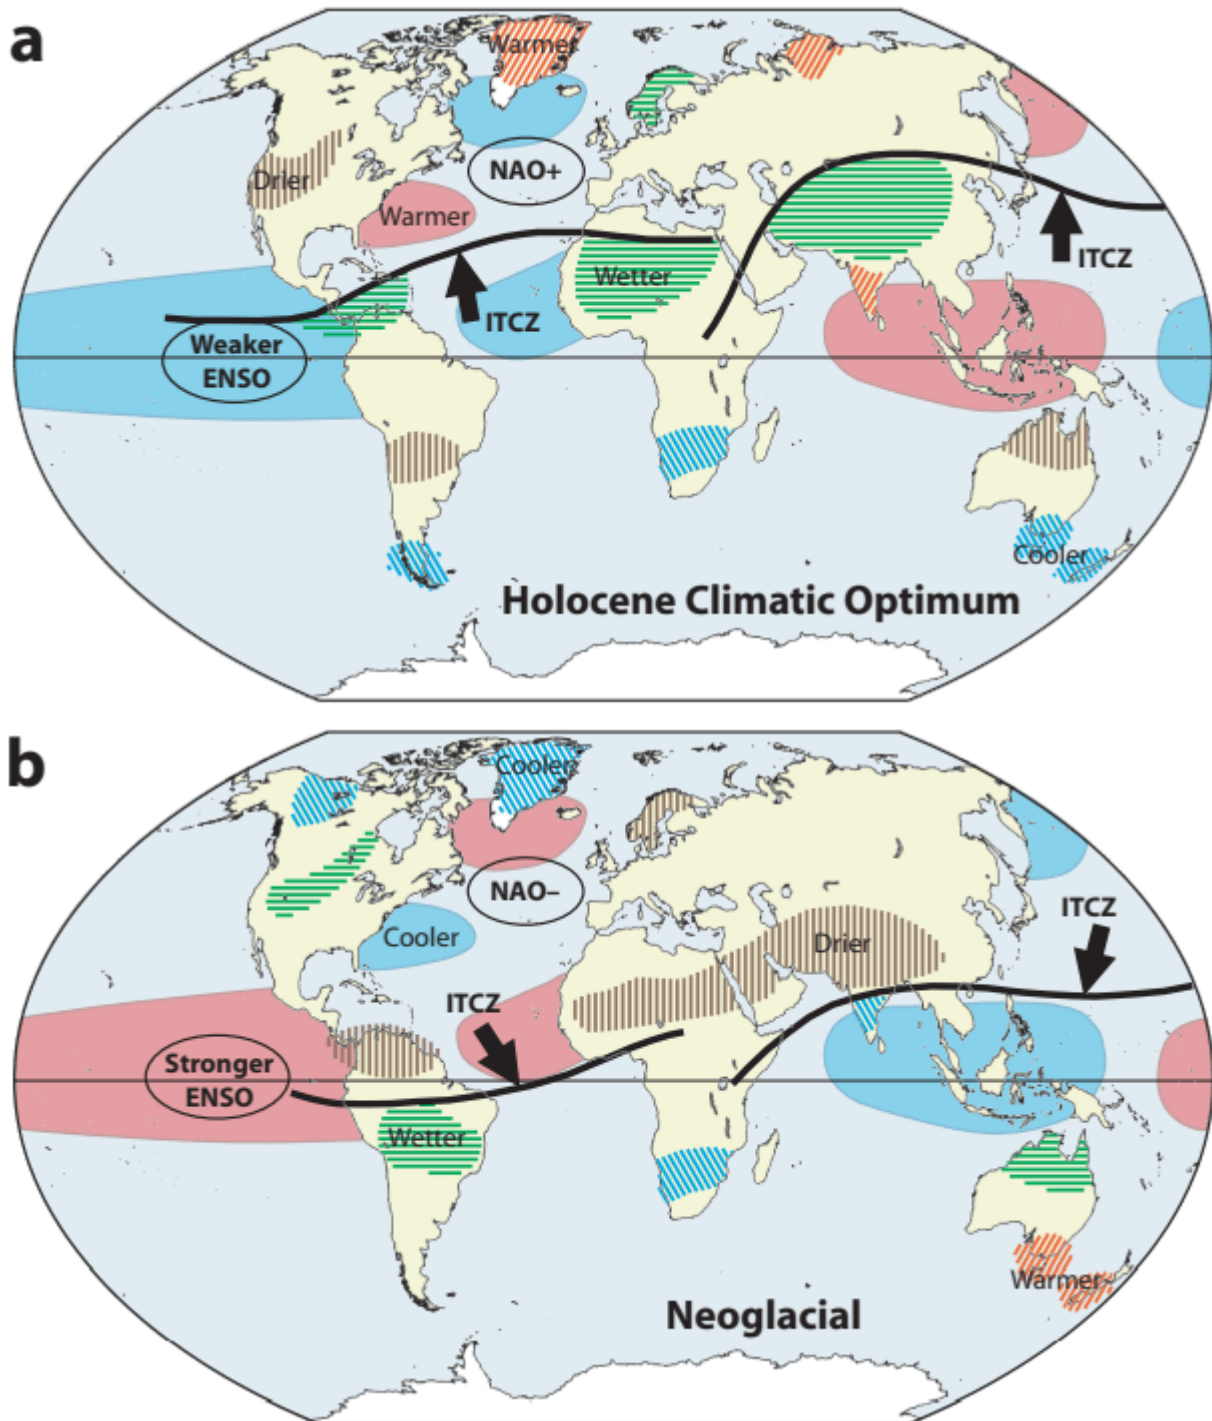 a
Warmer
NAO+
Drier
Warmer
Wetter
ITCZ
ITCZ
Weaker
ENSO
Cooler
Holocene Climatic Optimum
b
Cooler
NAO–
ITCZ
Cooler
Drier
ITCZ
Stronger
ENSO
Wetter
Warmer
Neoglacial